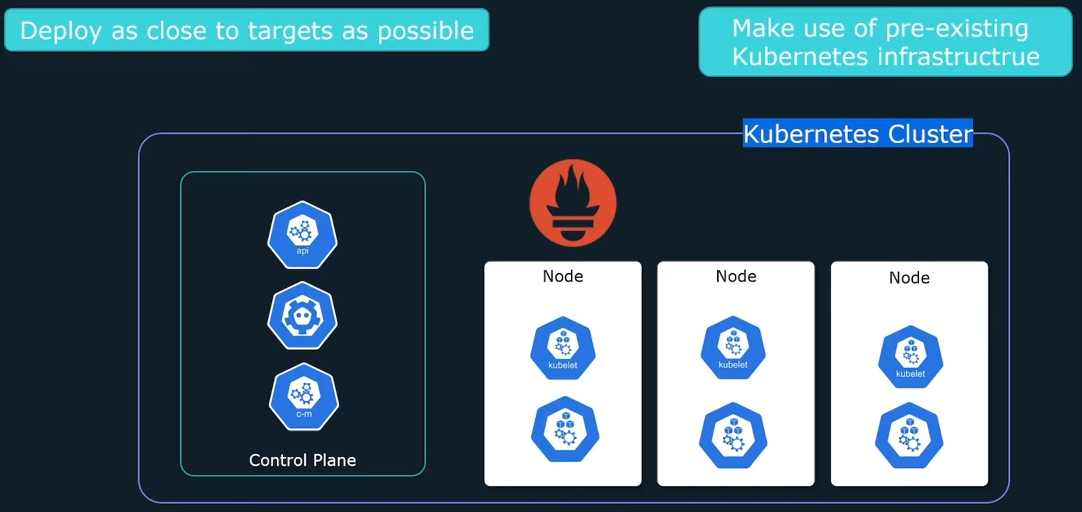 Deploy as close to targets as possible
Make use of pre-existing
Kubernetes infrastructrue
Kubernetes Cluster
api
c-m
Control Plane
Node
kubelet
Node
kubelet
Node
kubelet